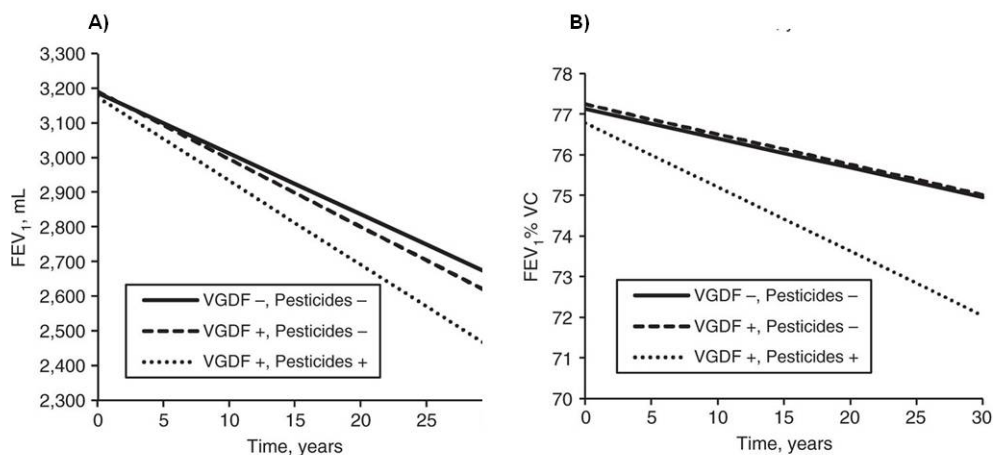 A)
3,300
3,200
3,100
3,000
2,900
2,800
2,700
2,600
2,500
2,400
2,300
FEV1, mL
VGDF –, Pesticides –
VGDF +, Pesticides –
VGDF +, Pesticides +
0 5 10 15 20 25
Time, years
B)
78
77
76
75
74
73
72
71
70
FEV1% VC
VGDF –, Pesticides –
VGDF +, Pesticides –
VGDF +, Pesticides +
0 5 10 15 20 25 30
Time, years